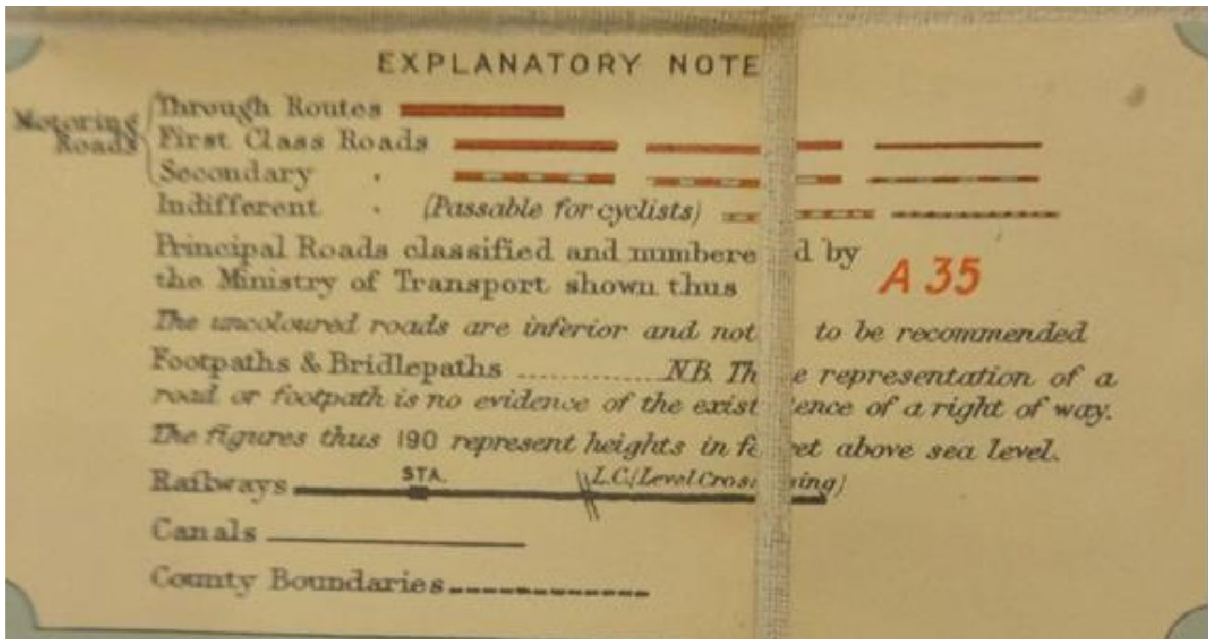 EXPLANATORY NOTE
Motoring Roads
Through Routes
First Class Roads
Secondary "
Indifferent " (Passable for cyclists)
Principal Roads classified and numbered by
the Ministry of Transport shown thus A 35
The uncoloured roads are inferior and not to be recommended
Footpaths & Bridlepaths ............... N.B. The representation of a
road or footpath is no evidence of the existence of a right of way.
The figures thus 190 represent heights in feet above sea level.
Railways STA. L.C. (Level Crossing)
Canals
County Boundaries